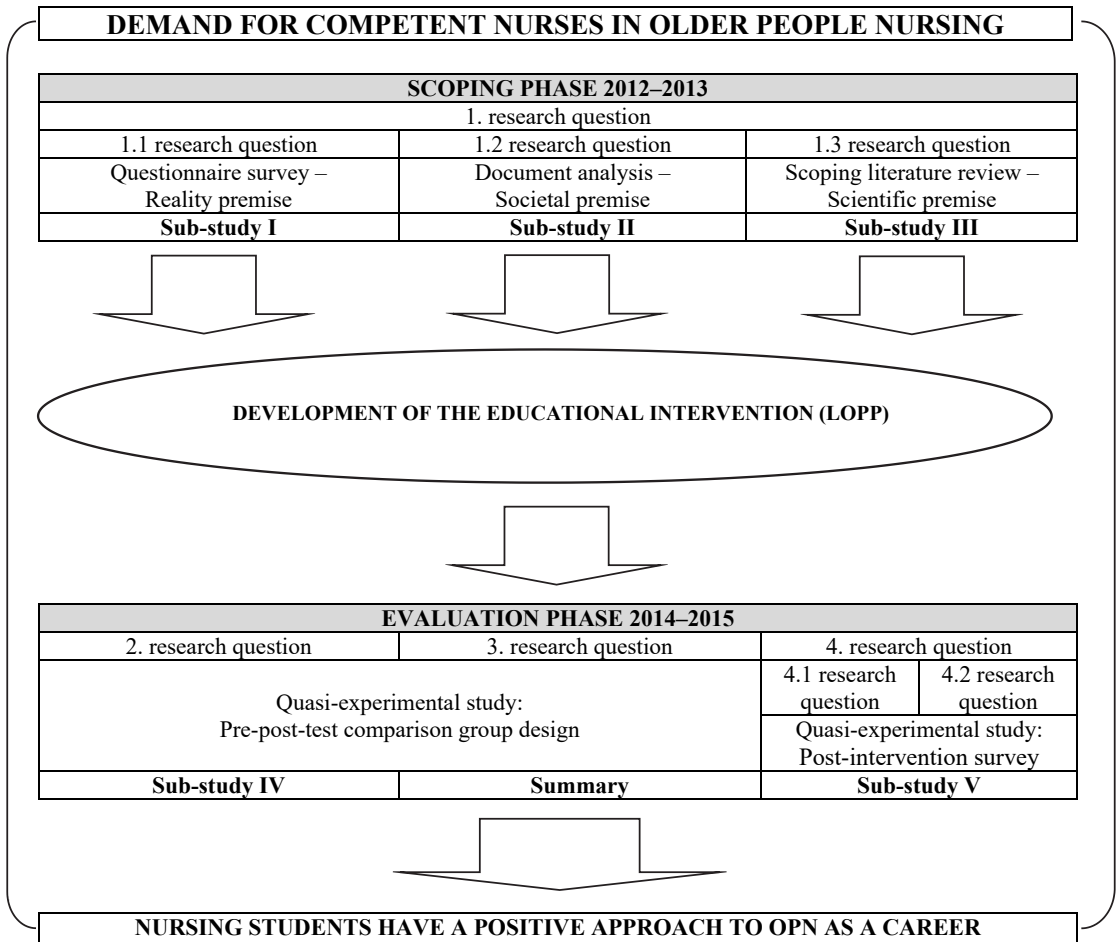 DEMAND FOR COMPETENT NURSES IN OLDER PEOPLE NURSING
SCOPING PHASE 2012–2013
1. research question
1.1 research question
Questionnaire survey –
Reality premise
Sub-study I
1.2 research question
Document analysis –
Societal premise
Sub-study II
1.3 research question
Scoping literature review –
Scientific premise
Sub-study III
DEVELOPMENT OF THE EDUCATIONAL INTERVENTION (LOPP)
EVALUATION PHASE 2014–2015
2. research question
3. research question
Quasi-experimental study:
Pre-post-test comparison group design
Sub-study IV
Summary
4. research question
4.1 research
question
4.2 research
question
Quasi-experimental study:
Post-intervention survey
Sub-study V
NURSING STUDENTS HAVE A POSITIVE APPROACH TO OPN AS A CAREER